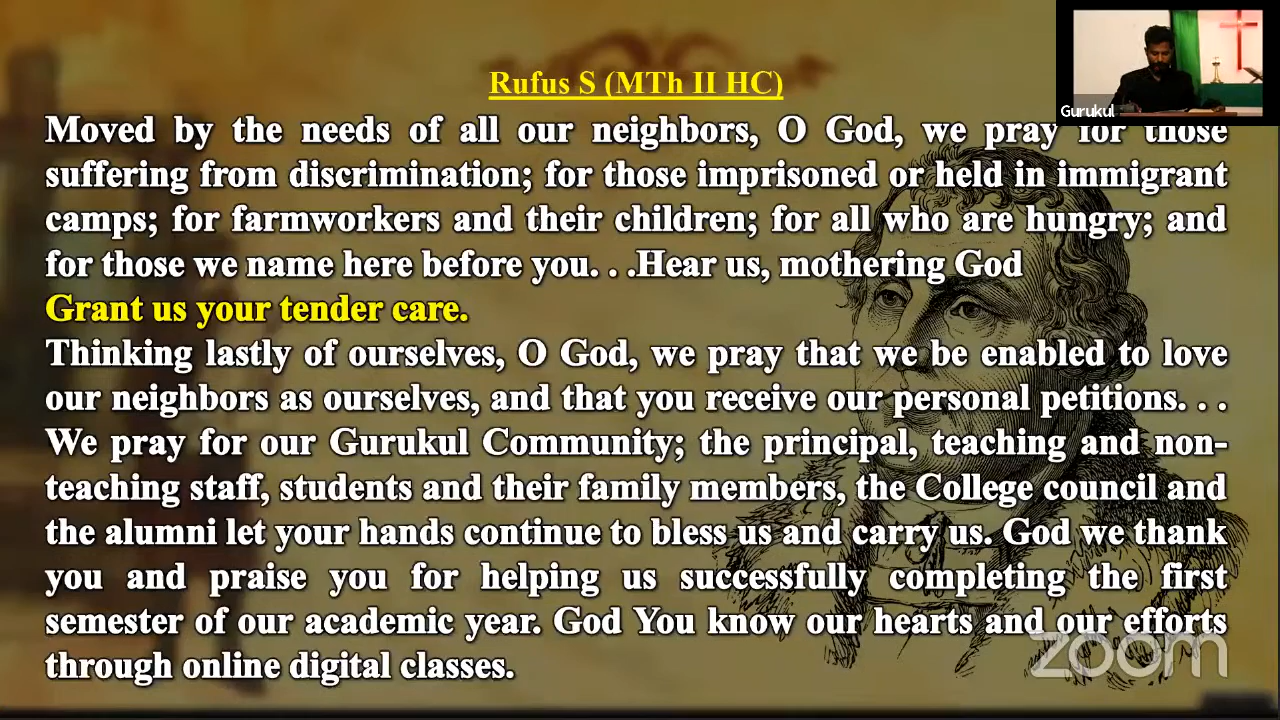 Rufus S (MTh II HC)
Gurukul
Moved by the needs of all our neighbors, O God, we pray for those
suffering from discrimination; for those imprisoned or held in immigrant
camps; for farmworkers and their children; for all who are hungry; and
for those we name here before you. . .Hear us, mothering God
Grant us your tender care.
Thinking lastly of ourselves, O God, we pray that we be enabled to love
our neighbors as ourselves, and that you receive our personal petitions. . .
We pray for our Gurukul Community; the principal, teaching and non-
teaching staff, students and their family members, the College council and
the alumni let your hands continue to bless us and carry us. God we thank
you and praise you for helping us successfully completing the first
semester of our academic year. God You know our hearts and our efforts
through online digital classes.
zoom